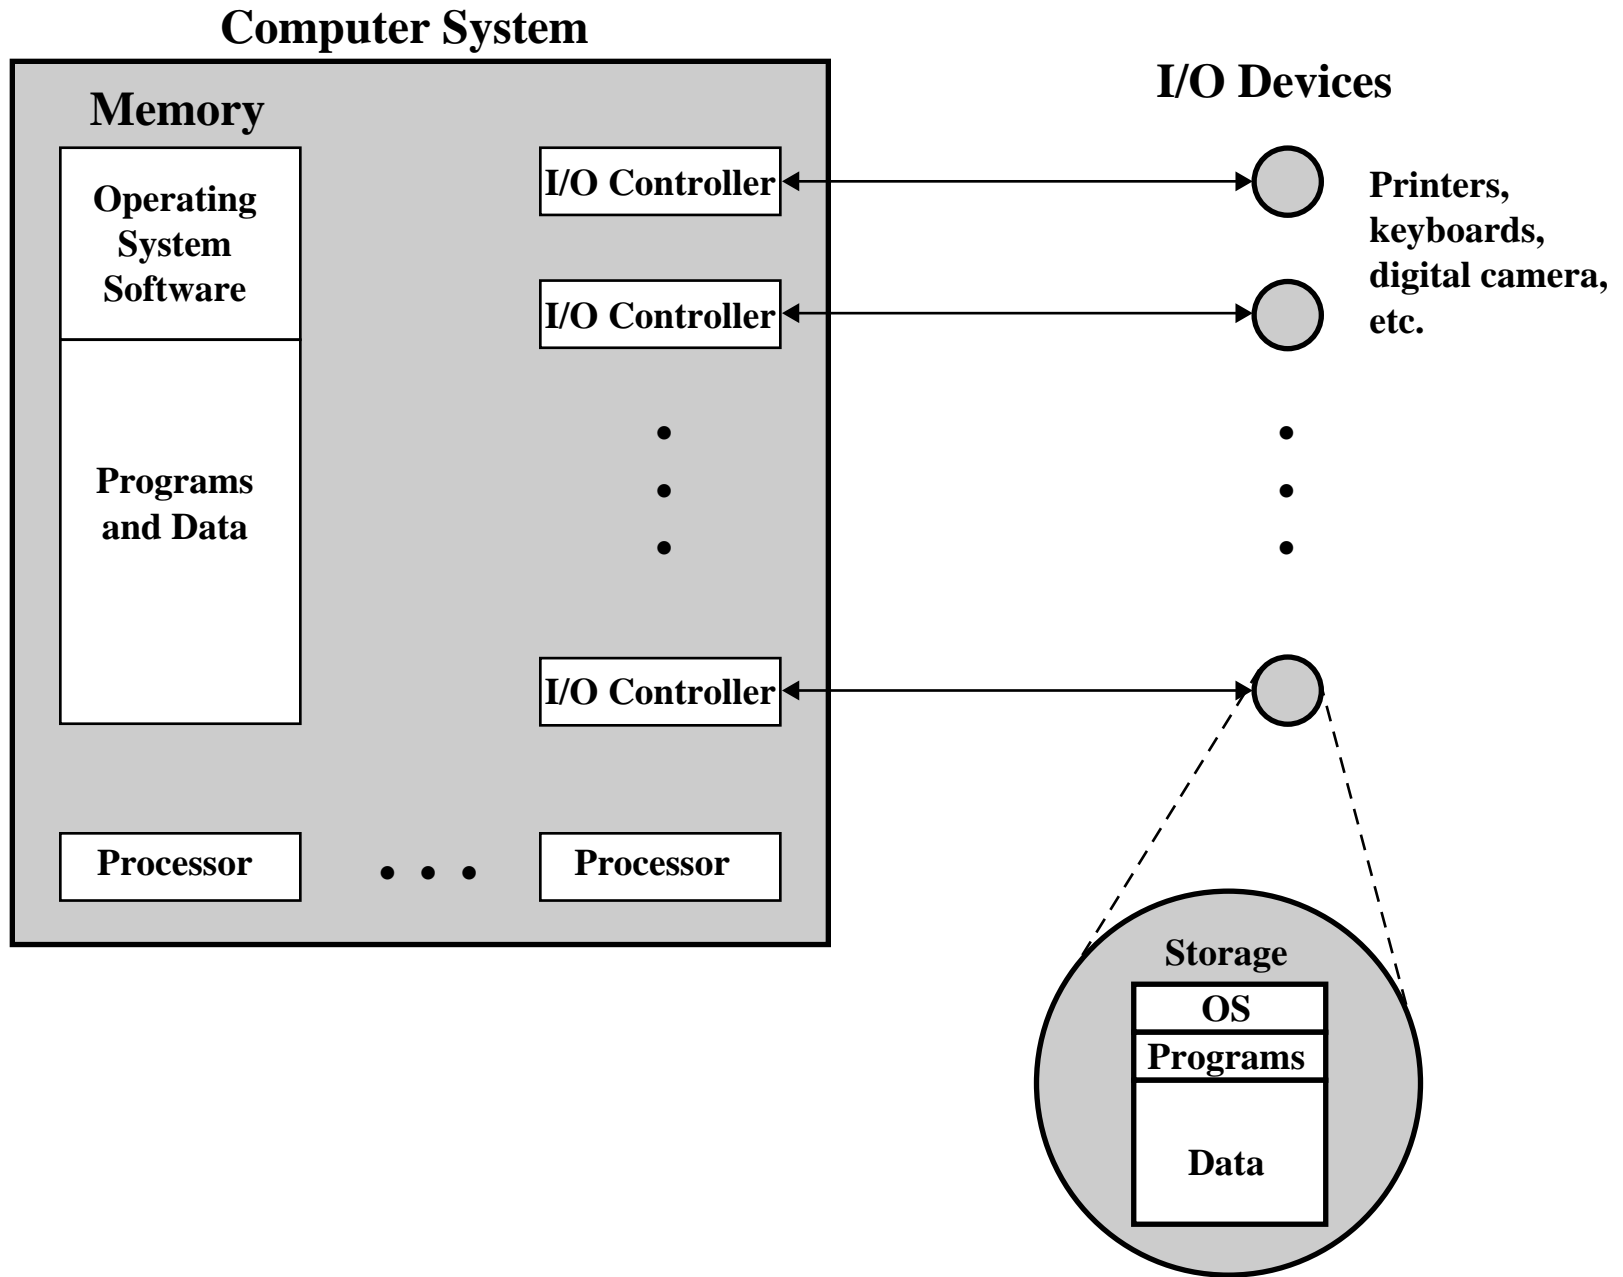 Computer System
I/O Devices
Memory
Operating
System
Software
Programs
and Data
I/O Controller
I/O Controller
I/O Controller
Processor
Processor
Printers,
keyboards,
digital camera,
etc.
Storage
OS
Programs
Data